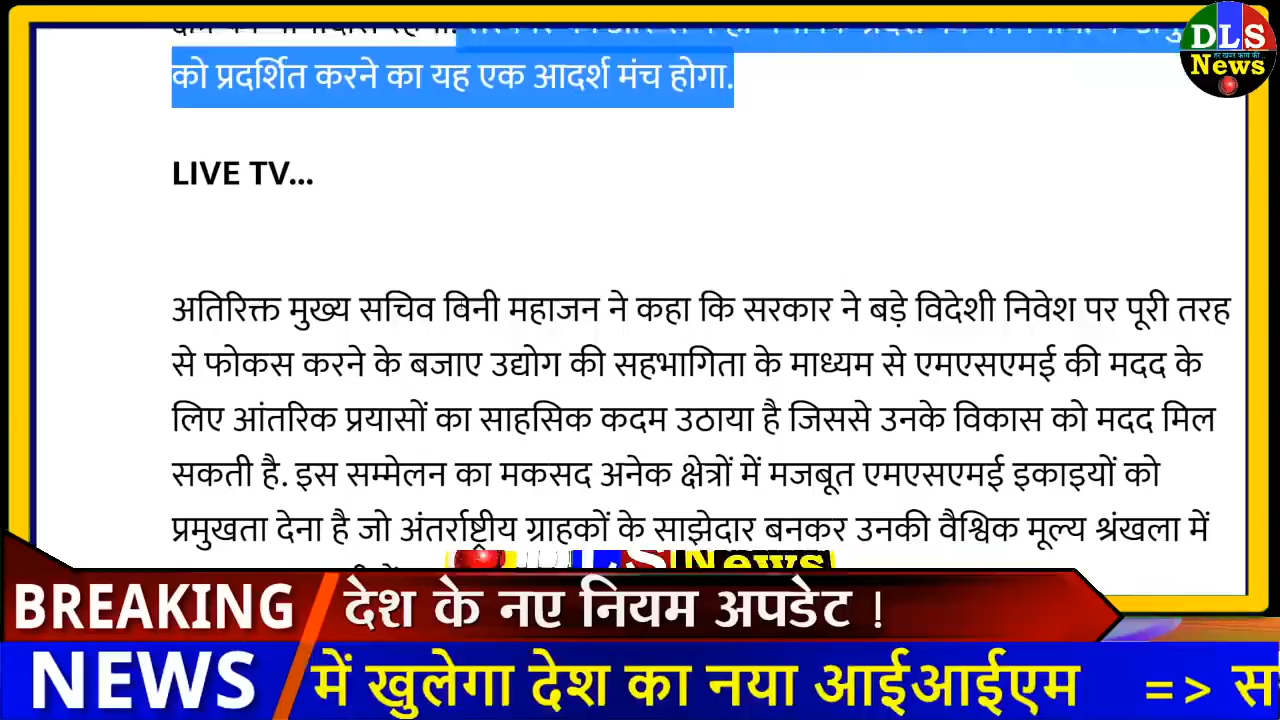 को प्रदर्शित करने का यह एक आदर्श मंच होगा.
DLS
News
LIVE TV...
अतिरिक्त मुख्य सचिव बिनी महाजन ने कहा कि सरकार ने बड़े विदेशी निवेश पर पूरी तरह
से फोकस करने के बजाए उद्योग की सहभागिता के माध्यम से एमएसएमई की मदद के
लिए आंतरिक प्रयासों का साहसिक कदम उठाया है जिससे उनके विकास को मदद मिल
सकती है. इस सम्मेलन का मकसद अनेक क्षेत्रों में मजबूत एमएसएमई इकाइयों को
प्रमुखता देना है जो अंतर्राष्ट्रीय ग्राहकों के साझेदार बनकर उनकी वैश्विक मूल्य श्रंखला में
DLS News
BREAKING देश के नए नियम अपडेट !
NEWS में खुलेगा देश का नया आईआईएम => स